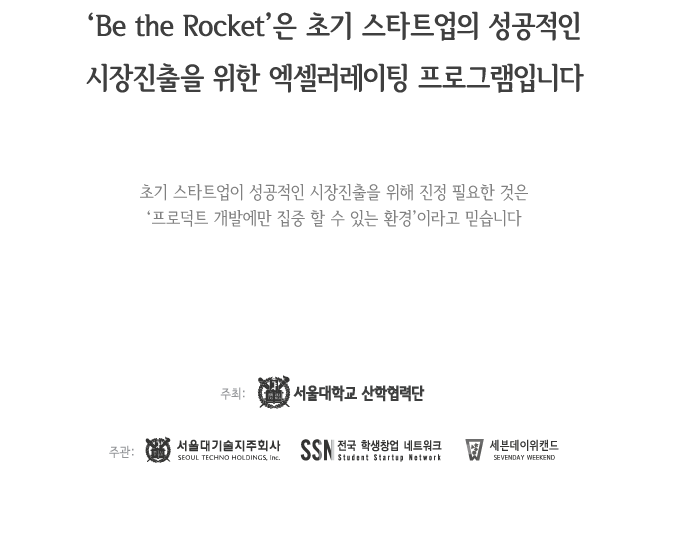 ‘Be the Rocket’은 초기 스타트업의 성공적인
시장진출을 위한 엑셀러레이팅 프로그램입니다
초기 스타트업이 성공적인 시장진출을 위해 진정 필요한 것은
‘프로덕트 개발에만 집중 할 수 있는 환경’이라고 믿습니다
주최: 서울대학교 산학협력단
주관: 서울대기술지주회사 SSN 전국 학생창업 네트워크 세븐데이위캔드
SEOUL TECHNO HOLDINGS, Inc. Student Startup Network SEVENDAY WEEKEND